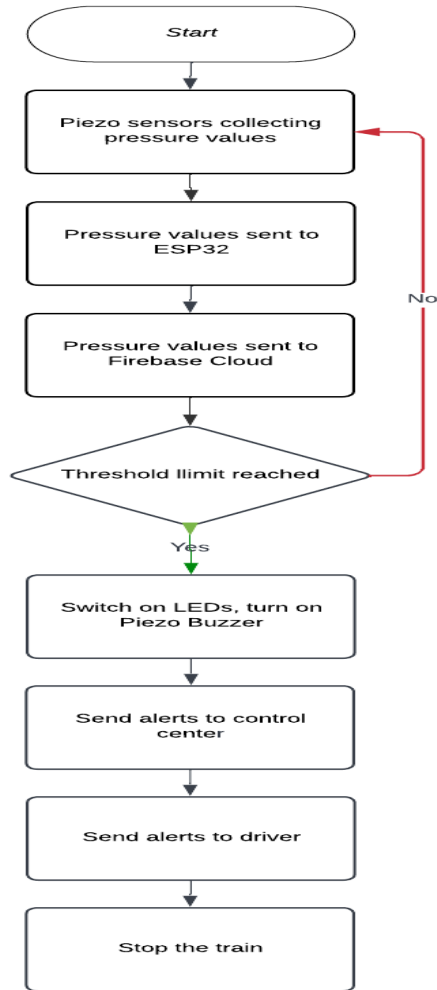 Start
Piezo sensors collecting
pressure values
Pressure values sent to
ESP32
No
Pressure values sent to
Firebase Cloud
Threshold llimit reached
Yes
Switch on LEDs, turn on
Piezo Buzzer
Send alerts to control
center
Send alerts to driver
Stop the train